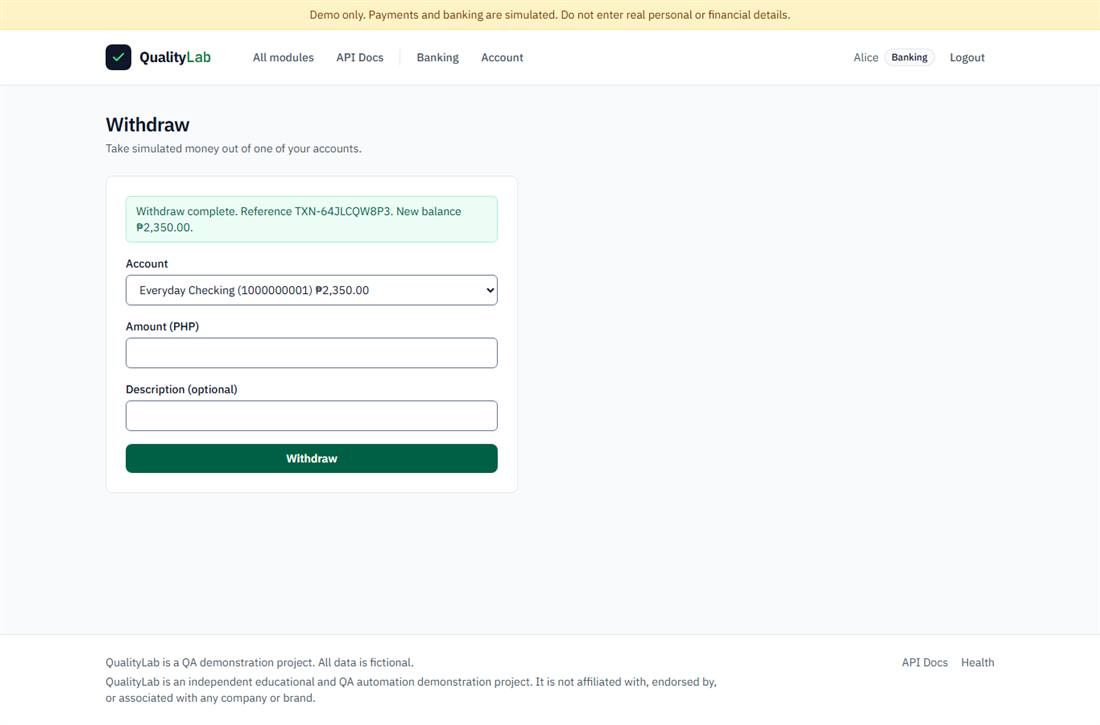 Demo only. Payments and banking are simulated. Do not enter real personal or financial details.
QualityLab
All modules
API Docs
Banking
Account
Alice
Banking
Logout
Withdraw
Take simulated money out of one of your accounts.
Withdraw complete. Reference TXN-64JLCQW8P3. New balance
₱2,350.00.
Account
Everyday Checking (1000000001) ₱2,350.00
Amount (PHP)
Description (optional)
Withdraw
QualityLab is a QA demonstration project. All data is fictional.
API Docs
Health
QualityLab is an independent educational and QA automation demonstration project. It is not affiliated with, endorsed by,
or associated with any company or brand.